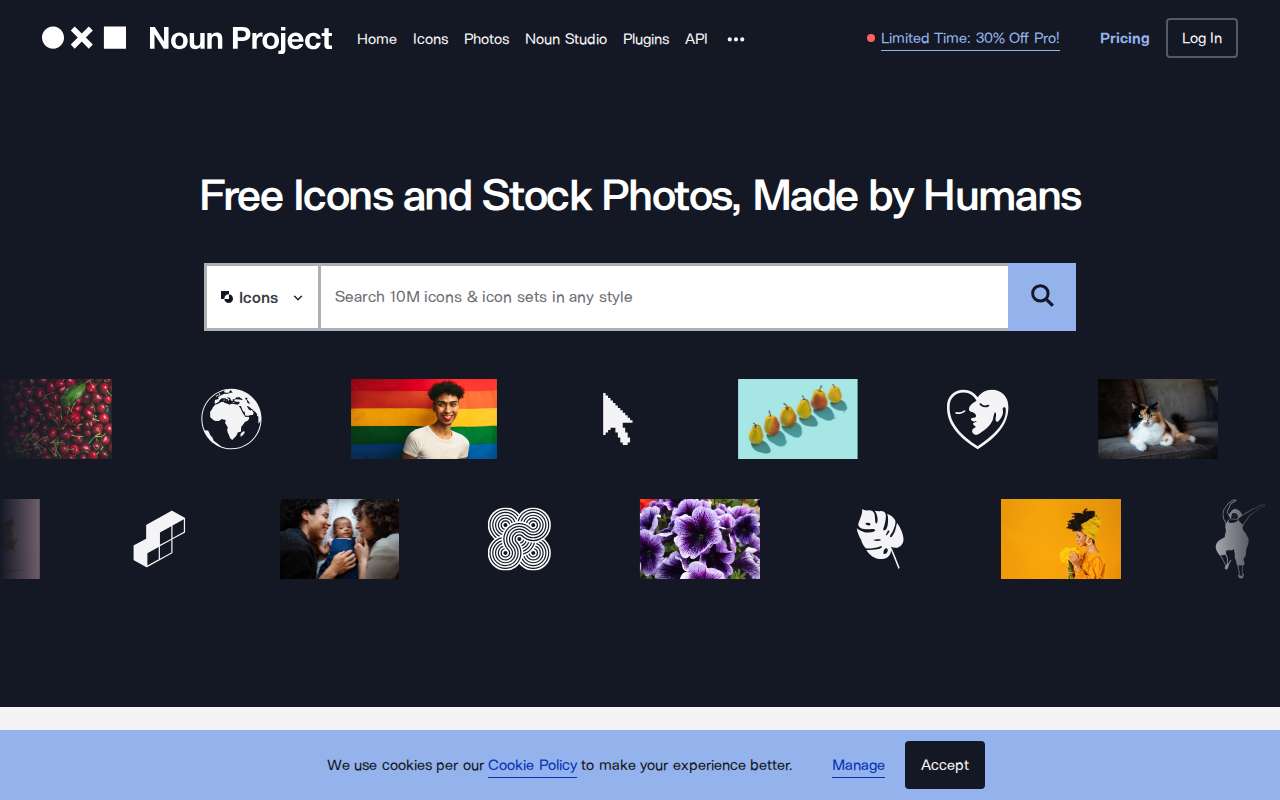 Noun Project
Home Icons Photos Noun Studio Plugins API •••
Limited Time: 30% Off Pro!
Pricing
Log In
Free Icons and Stock Photos, Made by Humans
Icons
Search 10M icons & icon sets in any style
We use cookies per our Cookie Policy to make your experience better.
Manage
Accept